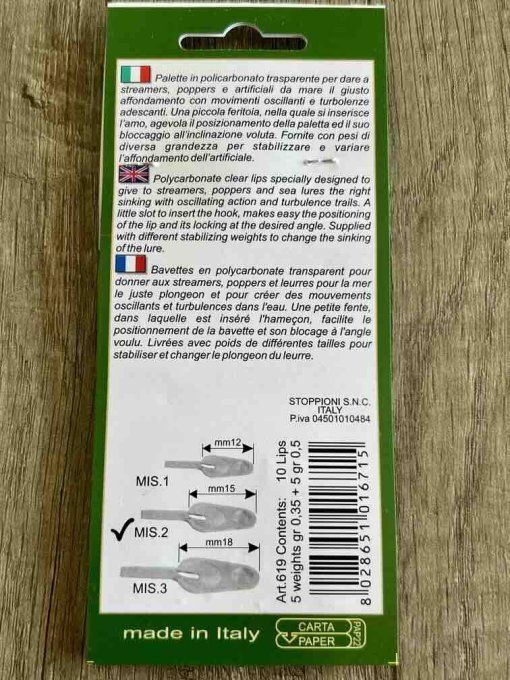 Palette in policarbonato trasparente per dare a
streamers, poppers e artificiali da mare il giusto
affondamento con movimenti oscillanti e turbolenze
adescanti. Una piccola feritoia, nella quale si inserisce
l'amo, agevola il posizionamento della paletta ed il suo
bloccaggio all'inclinazione voluta. Fornite con pesi di
diversa grandezza per stabilizzare e variare
l'affondamento dell'artificiale.
Polycarbonate clear lips specially designed to
give to streamers, poppers and sea lures the right
sinking with oscillating action and turbulence trails. A
little slot to insert the hook, makes easy the positioning
of the lip and its locking at the desired angle. Supplied
with different stabilizing weights to change the sinking
of the lure.
Bavettes en polycarbonate transparent pour
donner aux streamers, poppers et leurres pour la mer
le juste plongeon et pour créer des mouvements
oscillants et turbulences dans l'eau. Une petite fente,
dans laquelle est inséré l'hameçon, facilite le
positionnement de la bavette et son blocage à l'angle
voulu. Livrées avec poids de différentes tailles pour
stabiliser et changer le plongeon du leurre.
STOPPIONI S.N.C.
ITALY
P.iva 04501010484
mm12
MIS.1
mm15
MIS.2
mm18
MIS.3
Art.619 Contents: 10 Lips
5 weights gr 0,35 + 5 gr 0,5
8 028651 016715
made in Italy
CARTA
PAPER
PAP22